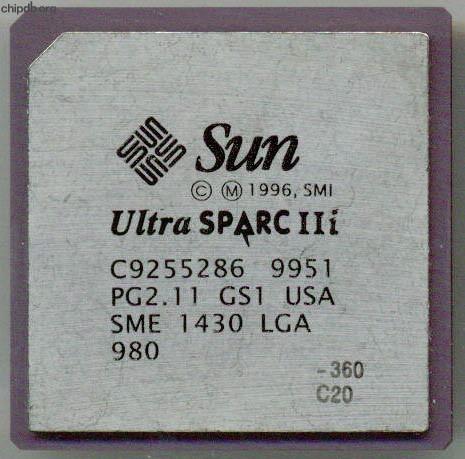 chipdb.org
Sun
© Ⓜ 1996, SMI
Ultra SPARC IIi
C9255286 9951
PG2.11 GS1 USA
SME 1430 LGA
980
-360
C20